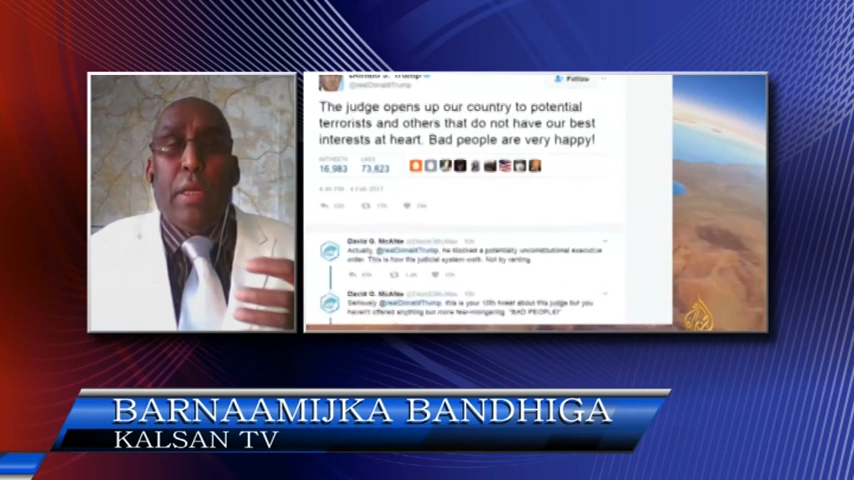 Donald J. Trump
@realDonaldTrump
Follow
The judge opens up our country to potential
terrorists and others that do not have our best
interests at heart. Bad people are very happy!
RETWEETS LIKES
16,983 73,823
4 Feb 2017
David G. McAfee
Actually, @realDonaldTrump, he blocked a potentially unconstitutional executive
order. This is how the judicial system work. Not by ranting.
David G. McAfee
Seriously @realDonaldTrump, this is your 10th tweet about this judge but you
haven't offered anything but more fear-mongering. "BAD PEOPLE!"
BARNAAMIJKA BANDHIGA
KALSAN TV